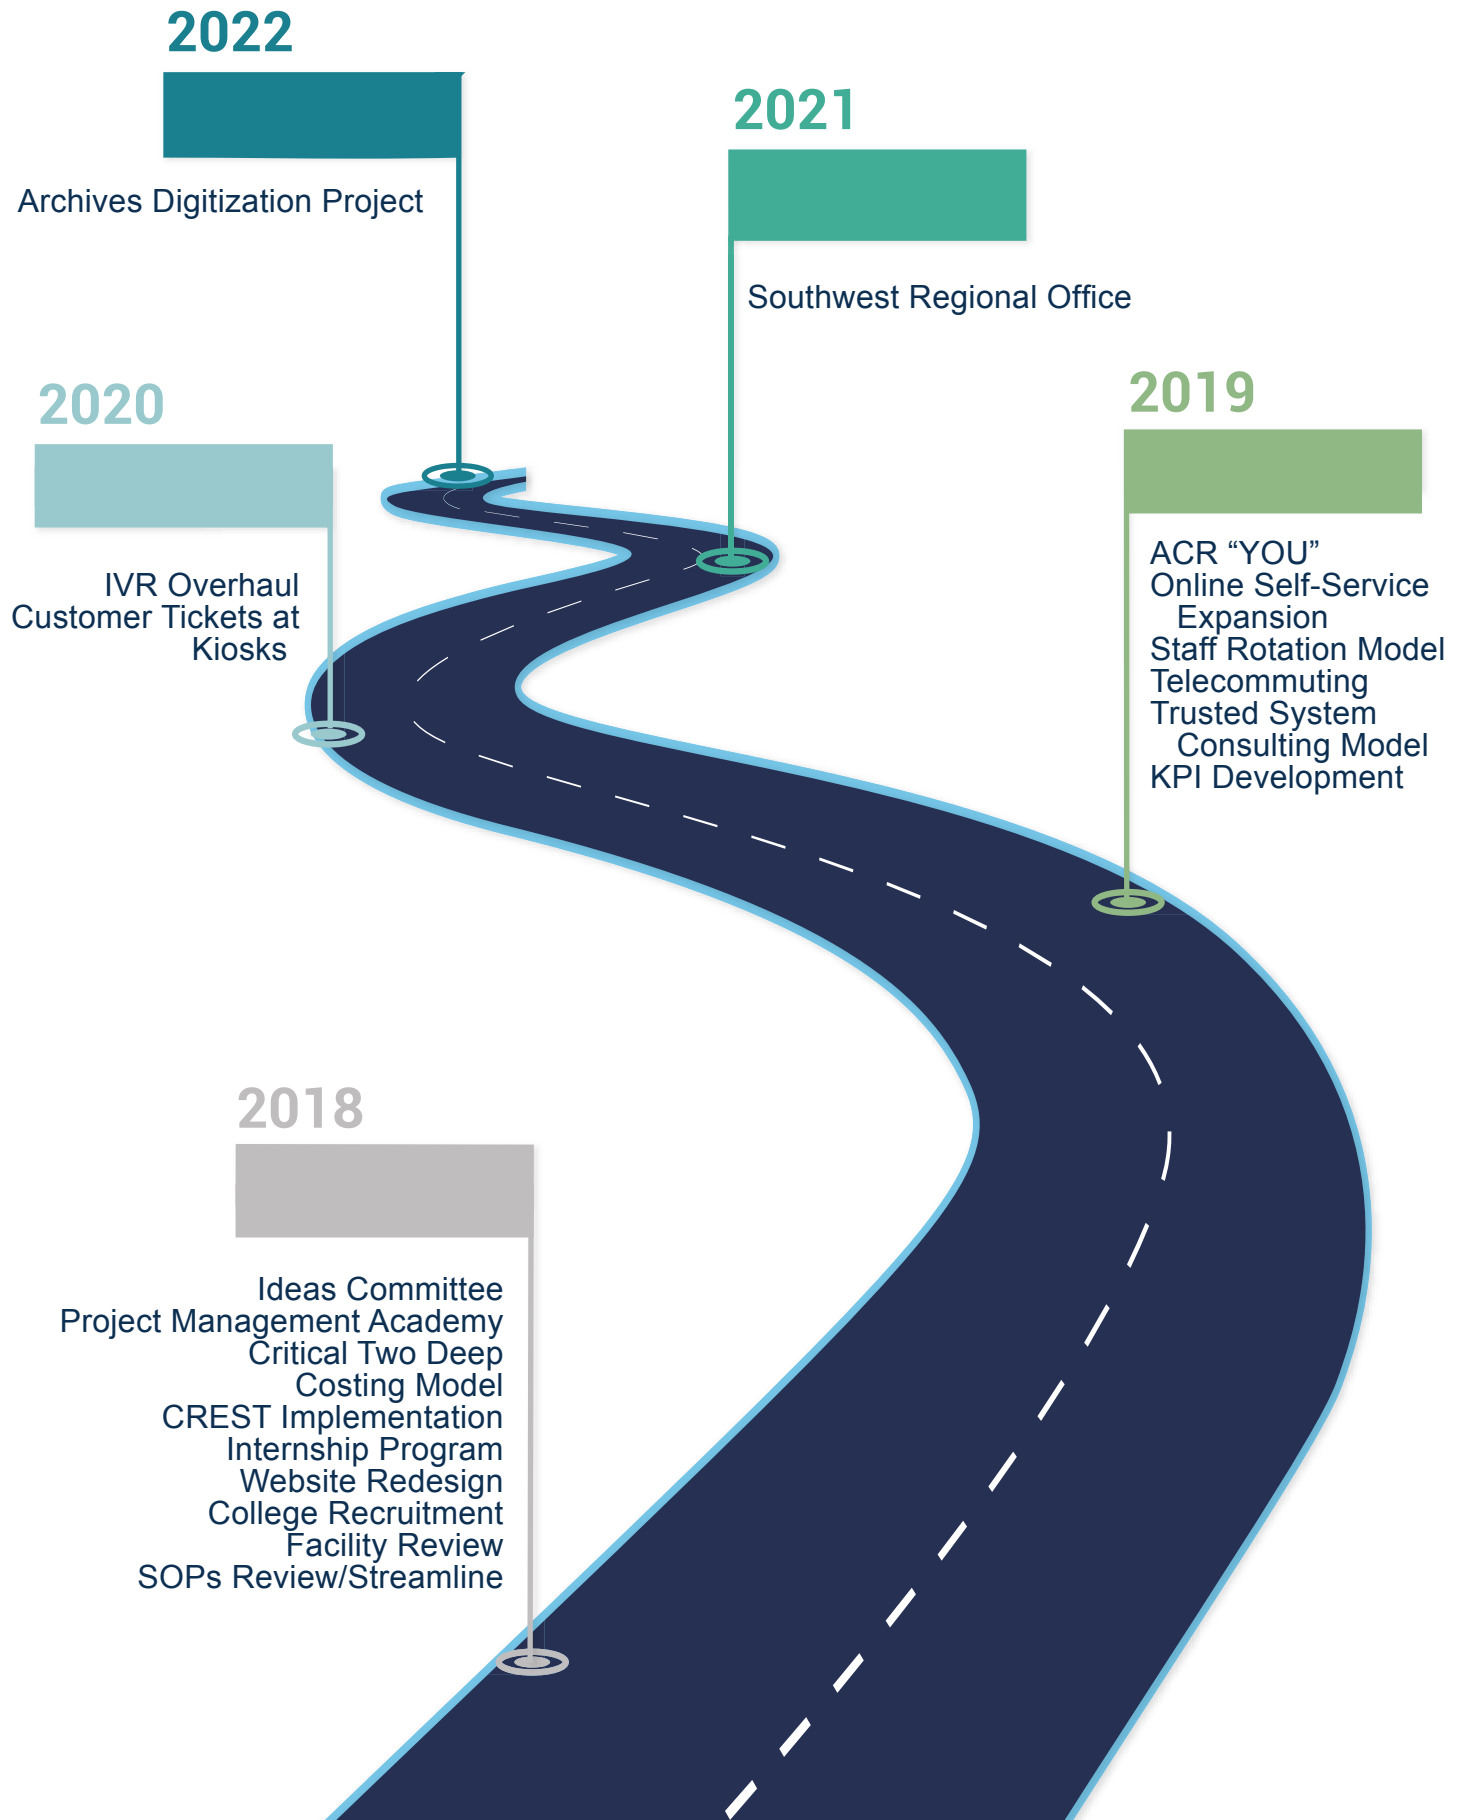 2022
Archives Digitization Project
2021
Southwest Regional Office
2020
IVR Overhaul
Customer Tickets at
Kiosks
2019
ACR “YOU”
Online Self-Service
Expansion
Staff Rotation Model
Telecommuting
Trusted System
Consulting Model
KPI Development
2018
Ideas Committee
Project Management Academy
Critical Two Deep
Costing Model
CREST Implementation
Internship Program
Website Redesign
College Recruitment
Facility Review
SOPs Review/Streamline